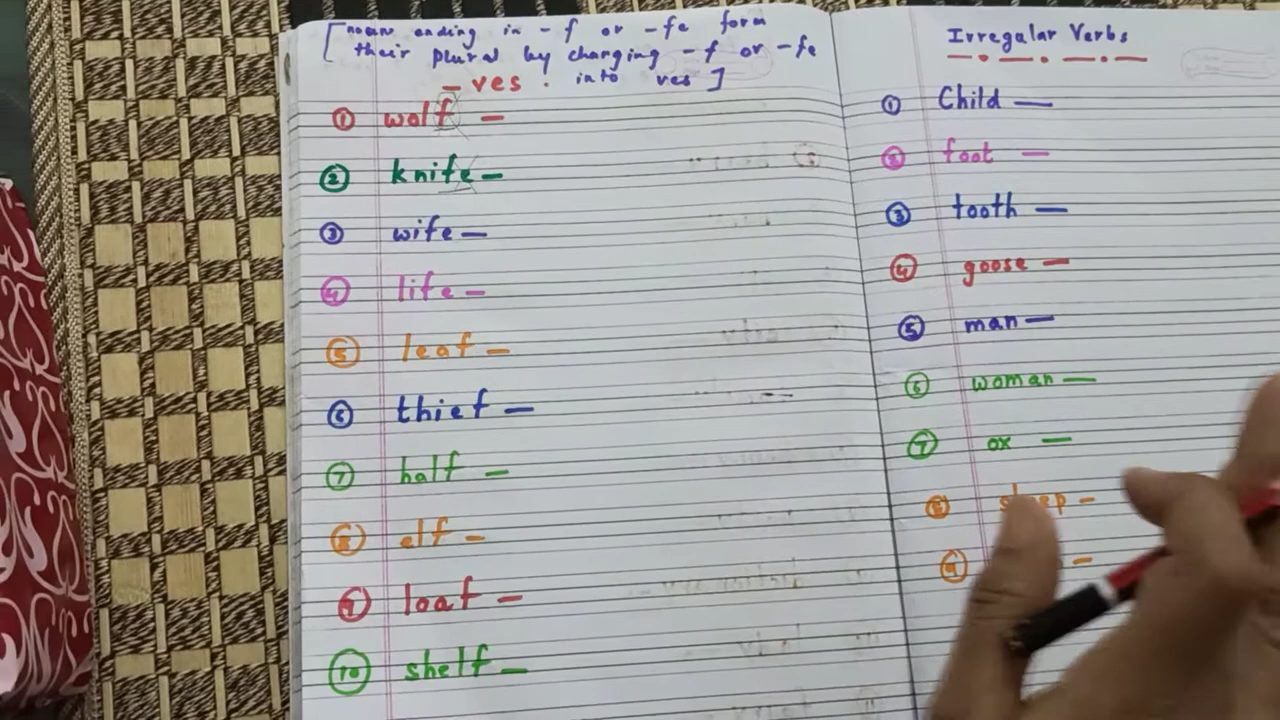 [nouns ending in - f or -fe form
their plural by changing -f or -fe
into ves]
- ves .
① wolf -
② knife -
③ wife -
④ life -
⑤ leaf -
⑥ thief -
⑦ half -
⑧ elf -
⑨ loaf -
⑩ shelf -
Irregular Verbs
① Child -
② foot -
③ tooth -
④ goose -
⑤ man -
⑥ woman -
⑦ ox -
⑧
⑨